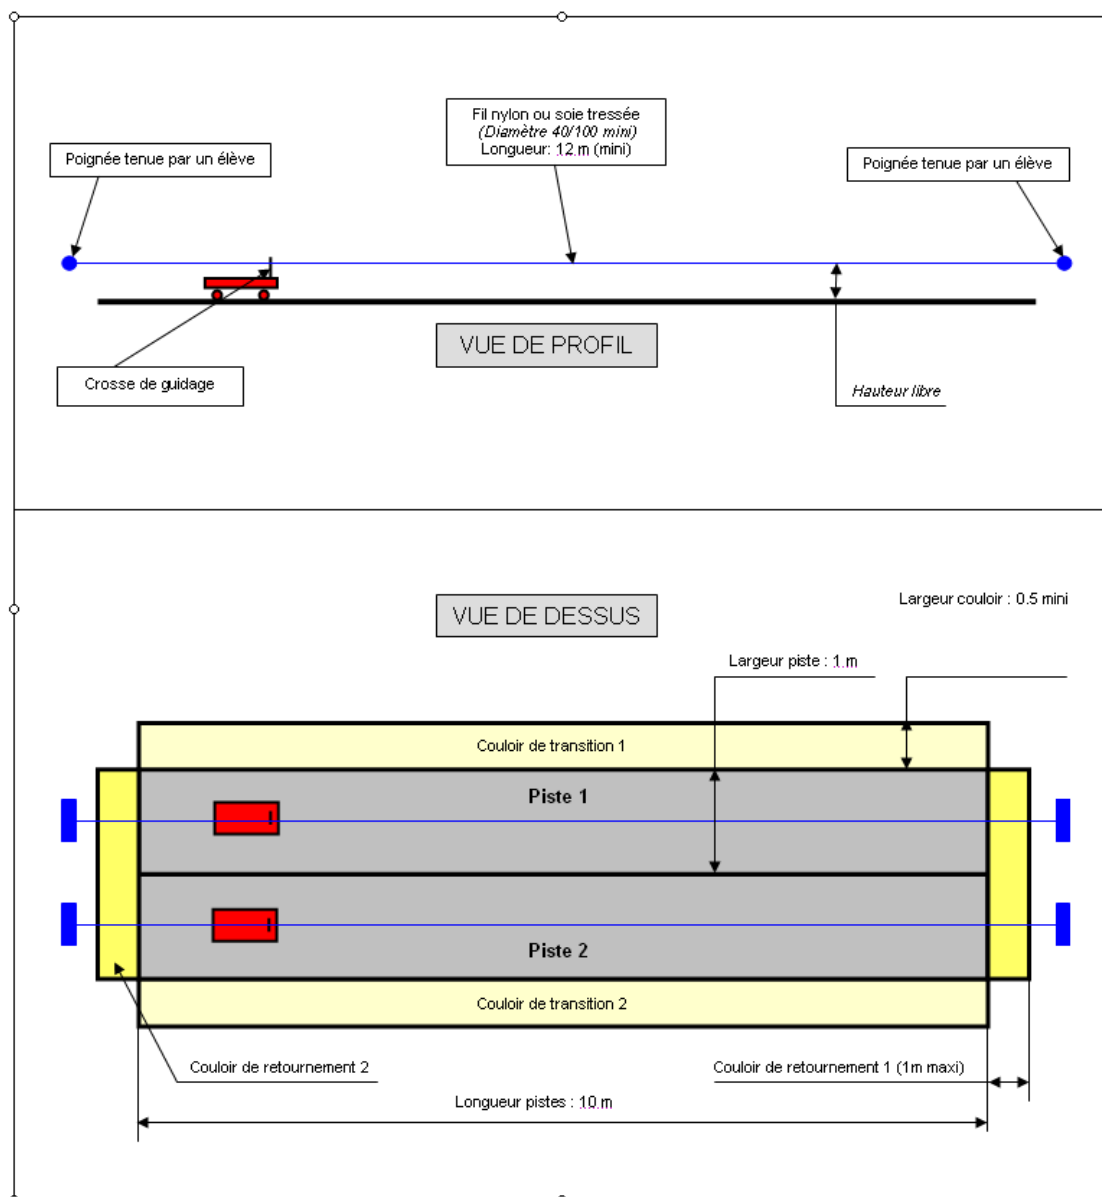 Fil nylon ou soie tressée
(Diamètre 40/100 mini)
Longueur: 12 m (mini)
Poignée tenue par un élève
Poignée tenue par un élève
VUE DE PROFIL
Crosse de guidage
Hauteur libre
VUE DE DESSUS
Largeur couloir : 0.5 mini
Largeur piste : 1 m
Couloir de transition 1
Piste 1
Piste 2
Couloir de transition 2
Couloir de retournement 2
Couloir de retournement 1 (1m maxi)
Longueur pistes : 10 m